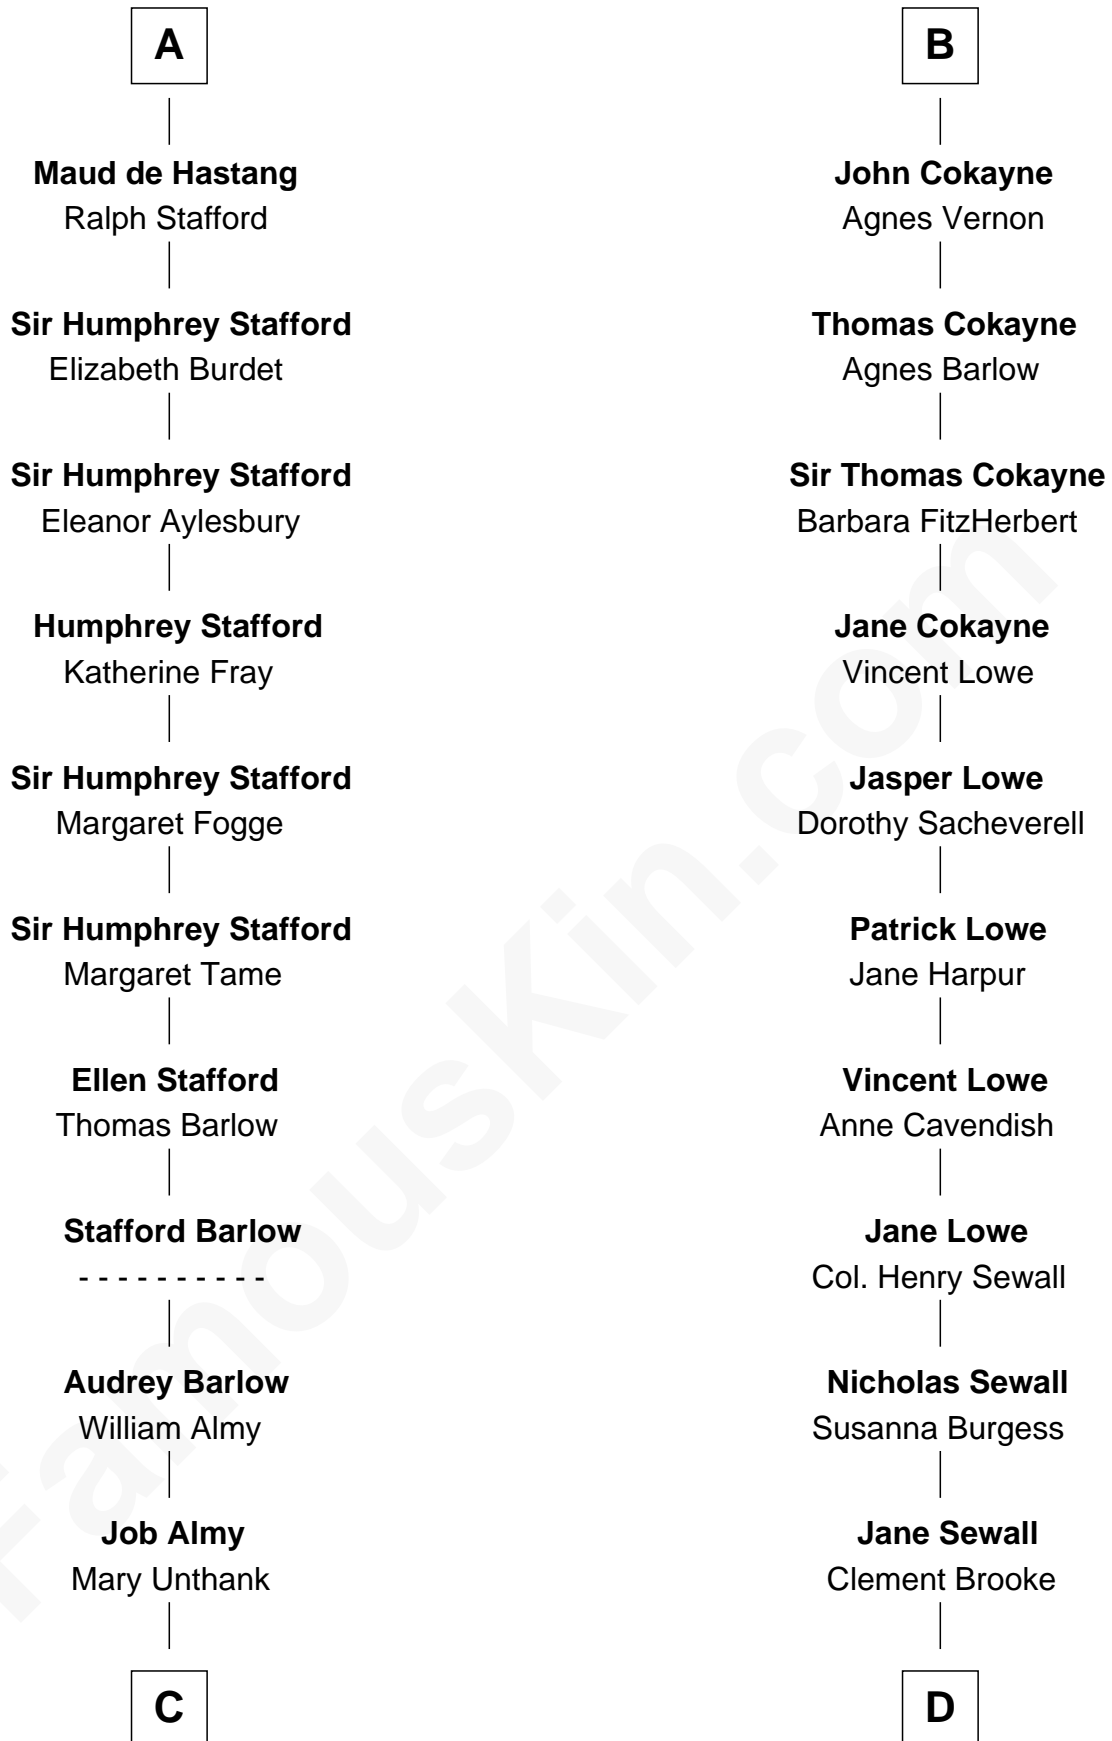 A
Maud de Hastang
Ralph Stafford
Sir Humphrey Stafford
Elizabeth Burdet
Sir Humphrey Stafford
Eleanor Aylesbury
Humphrey Stafford
Katherine Fray
Sir Humphrey Stafford
Margaret Fogge
Sir Humphrey Stafford
Margaret Tame
Ellen Stafford
Thomas Barlow
Stafford Barlow
- - - - - - - - - -
Audrey Barlow
William Almy
Job Almy
Mary Unthank
C
B
John Cokayne
Agnes Vernon
Thomas Cokayne
Agnes Barlow
Sir Thomas Cokayne
Barbara FitzHerbert
Jane Cokayne
Vincent Lowe
Jasper Lowe
Dorothy Sacheverell
Patrick Lowe
Jane Harpur
Vincent Lowe
Anne Cavendish
Jane Lowe
Col. Henry Sewall
Nicholas Sewall
Susanna Burgess
Jane Sewall
Clement Brooke
D
FamousKin.com